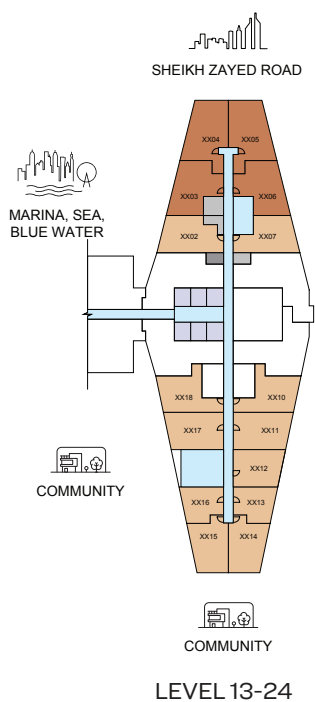 SHEIKH ZAYED ROAD
MARINA, SEA,
BLUE WATER
XX04
XX05
XX03
XX06
XX02
XX07
XX18
XX10
XX17
XX11
XX12
XX16
XX13
XX15
XX14
COMMUNITY
COMMUNITY
LEVEL 13-24